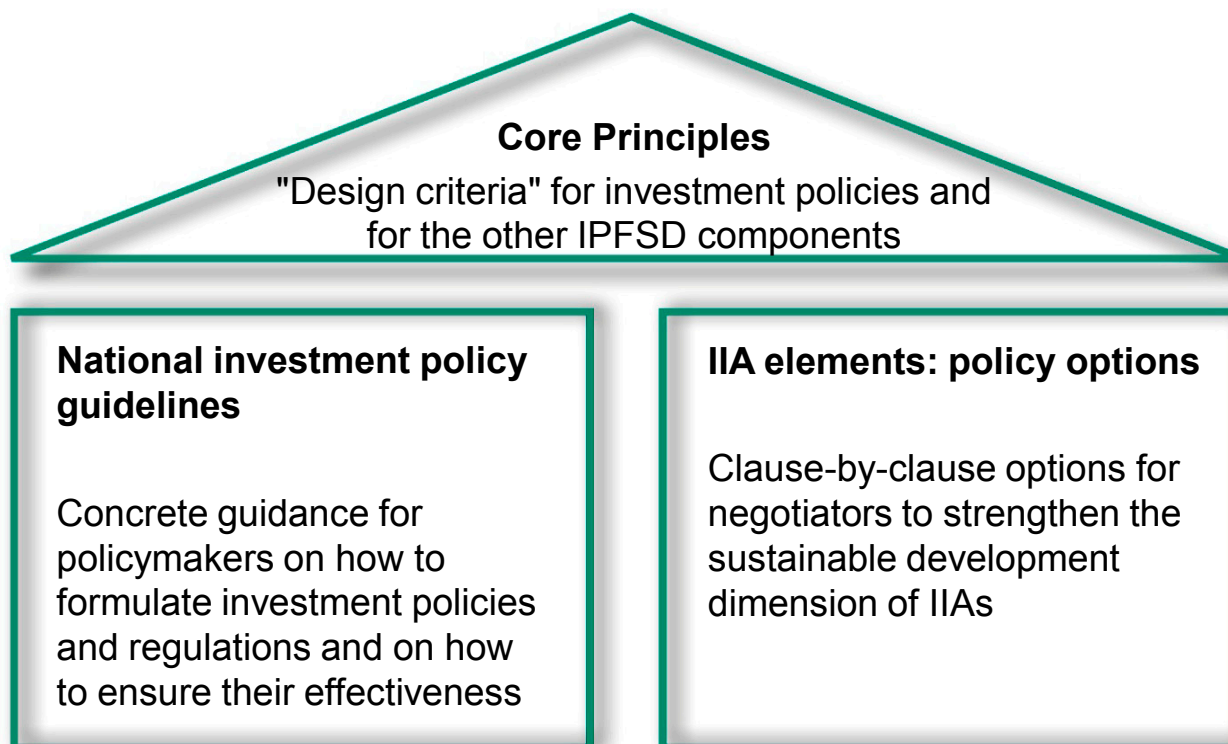 Core Principles
"Design criteria" for investment policies and
for the other IPFSD components
National investment policy
guidelines
Concrete guidance for
policymakers on how to
formulate investment policies
and regulations and on how
to ensure their effectiveness
IIA elements: policy options
Clause-by-clause options for
negotiators to strengthen the
sustainable development
dimension of IIAs